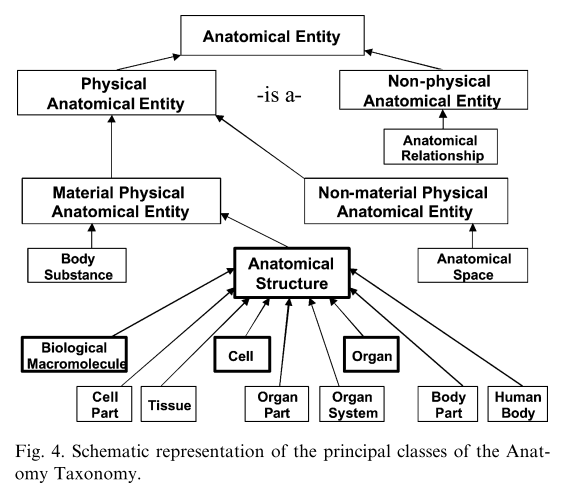 Anatomical Entity
Physical
Anatomical Entity
-is a-
Non-physical
Anatomical Entity
Anatomical
Relationship
Material Physical
Anatomical Entity
Non-material Physical
Anatomical Entity
Body
Substance
Anatomical
Structure
Anatomical
Space
Biological
Macromolecule
Cell
Organ
Cell
Part
Tissue
Organ
Part
Organ
System
Body
Part
Human
Body
Fig. 4. Schematic representation of the principal classes of the Anat-
omy Taxonomy.